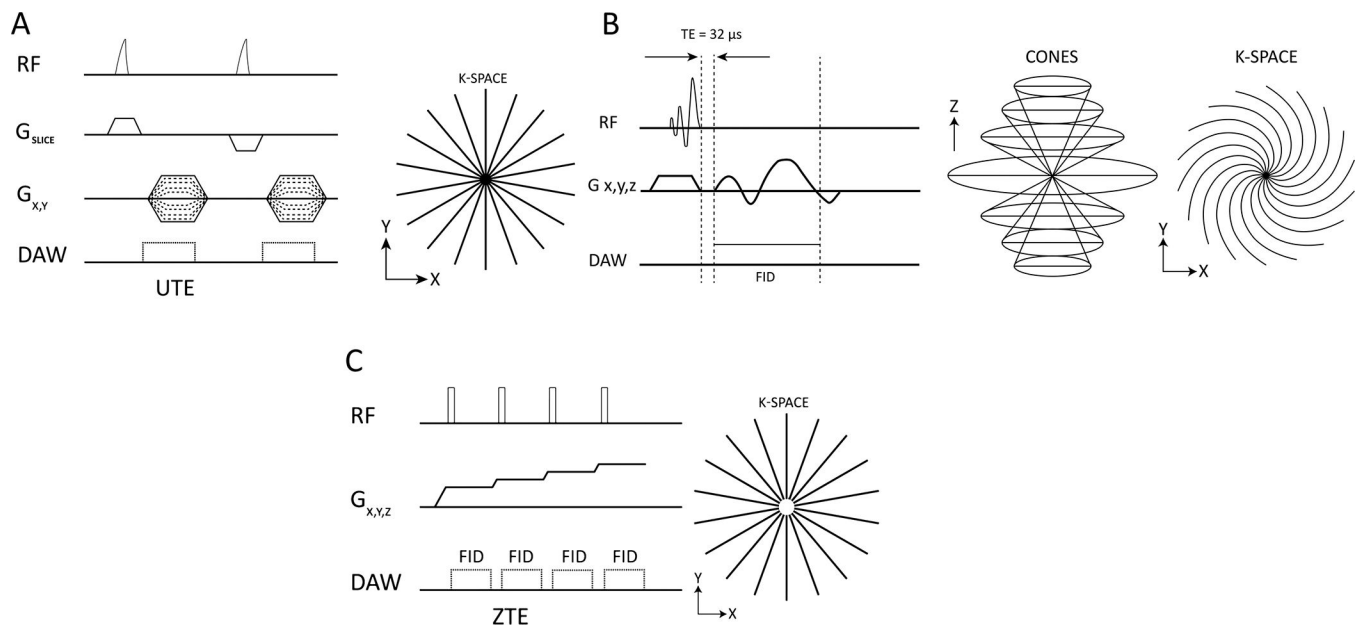 A
RF
G SLICE
G X,Y
DAW
UTE
K-SPACE
Y
X
B
TE = 32 µs
RF
G x,y,z
DAW
FID
CONES
Z
K-SPACE
Y
X
C
RF
G X,Y,Z
FID FID FID FID
DAW
ZTE
K-SPACE
Y
X